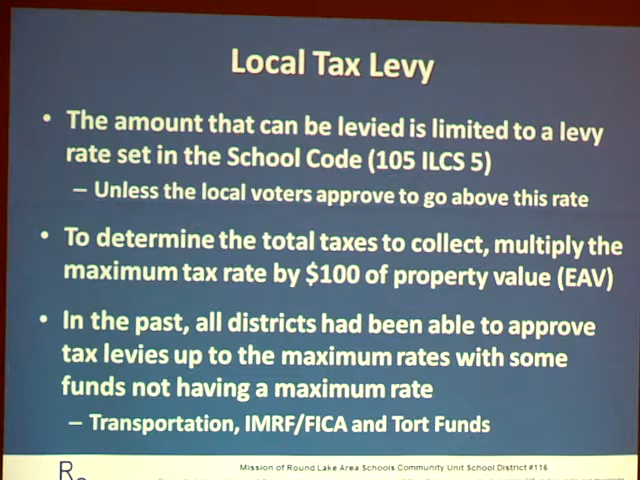 Local Tax Levy
• The amount that can be levied is limited to a levy
rate set in the School Code (105 ILCS 5)
– Unless the local voters approve to go above this rate
• To determine the total taxes to collect, multiply the
maximum tax rate by $100 of property value (EAV)
• In the past, all districts had been able to approve
tax levies up to the maximum rates with some
funds not having a maximum rate
– Transportation, IMRF/FICA and Tort Funds
Mission of Round Lake Area Schools Community Unit School District #116
R